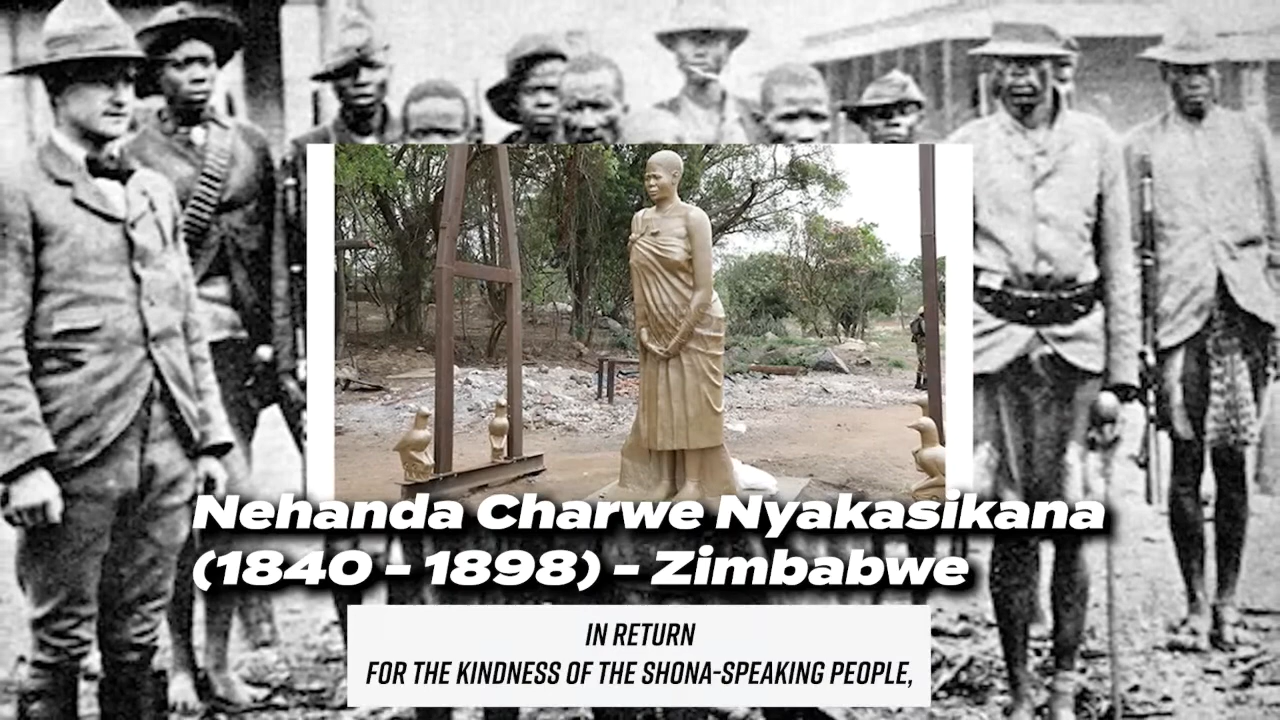 Nehanda Charwe Nyakasikana
(1840 - 1898) - Zimbabwe
IN RETURN
FOR THE KINDNESS OF THE SHONA-SPEAKING PEOPLE,